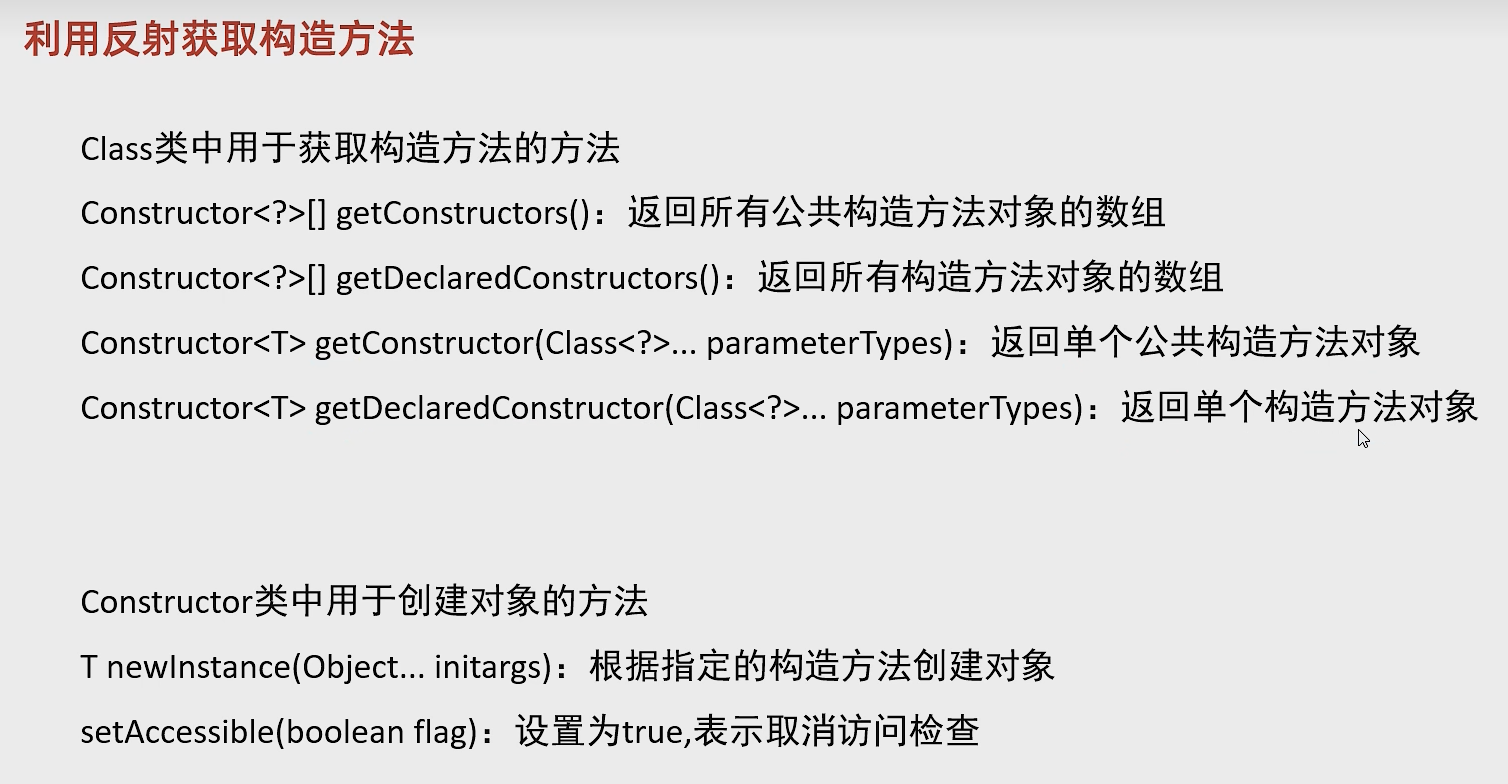 利用反射获取构造方法
Class类中用于获取构造方法的方法
Constructor<?>[] getConstructors()：返回所有公共构造方法对象的数组
Constructor<?>[] getDeclaredConstructors()：返回所有构造方法对象的数组
Constructor<T> getConstructor(Class<?>... parameterTypes)：返回单个公共构造方法对象
Constructor<T> getDeclaredConstructor(Class<?>... parameterTypes)：返回单个构造方法对象
Constructor类中用于创建对象的方法
T newInstance(Object... initargs)：根据指定的构造方法创建对象
setAccessible(boolean flag)：设置为true,表示取消访问检查